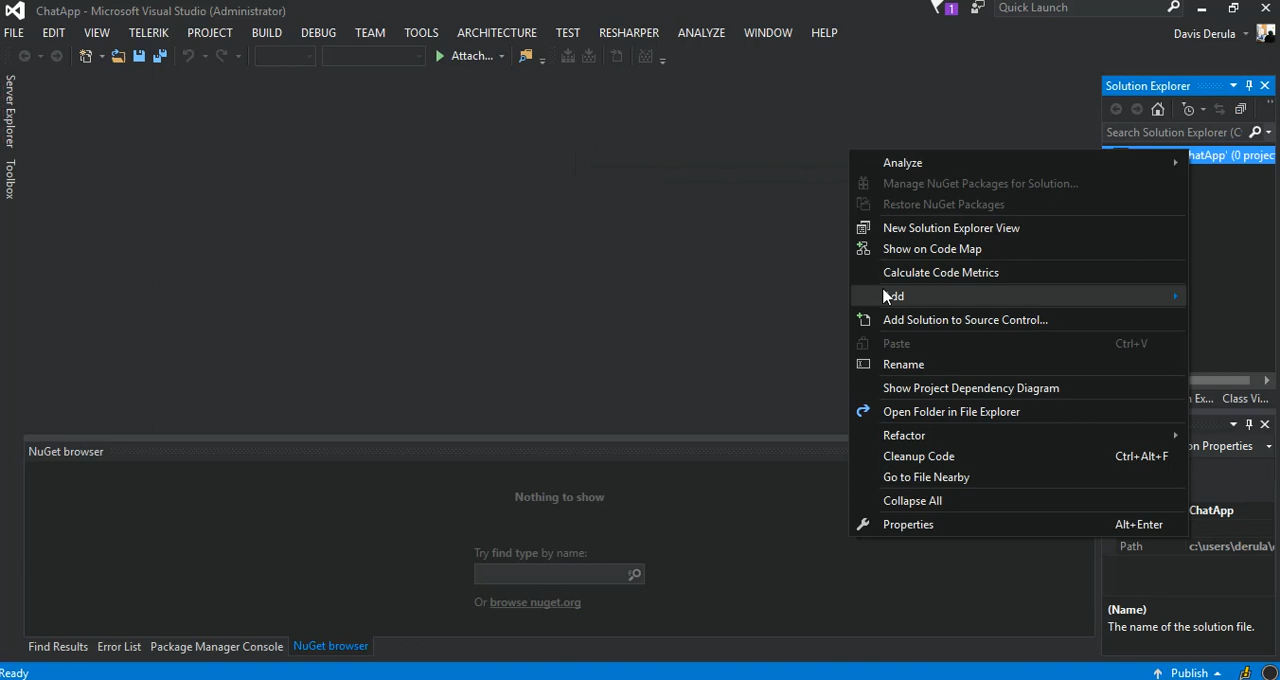 ChatApp - Microsoft Visual Studio (Administrator)
1
Quick Launch
FILE EDIT VIEW TELERIK PROJECT BUILD DEBUG TEAM TOOLS ARCHITECTURE TEST RESHARPER ANALYZE WINDOW HELP
Davis Derula
Attach...
Server Explorer
Toolbox
Solution Explorer
Search Solution Explorer (C
hatApp' (0 projec
Analyze
Manage NuGet Packages for Solution...
Restore NuGet Packages
New Solution Explorer View
Show on Code Map
Calculate Code Metrics
dd
Add Solution to Source Control...
Paste Ctrl+V
Rename
Show Project Dependency Diagram
Open Folder in File Explorer
Refactor
Cleanup Code Ctrl+Alt+F
Go to File Nearby
Collapse All
Properties Alt+Enter
Ex... Class Vi...
on Properties
ChatApp
Path c:\users\derula\
(Name)
The name of the solution file.
NuGet browser
Nothing to show
Try find type by name:
Or browse nuget.org
Find Results Error List Package Manager Console NuGet browser
Ready
Publish